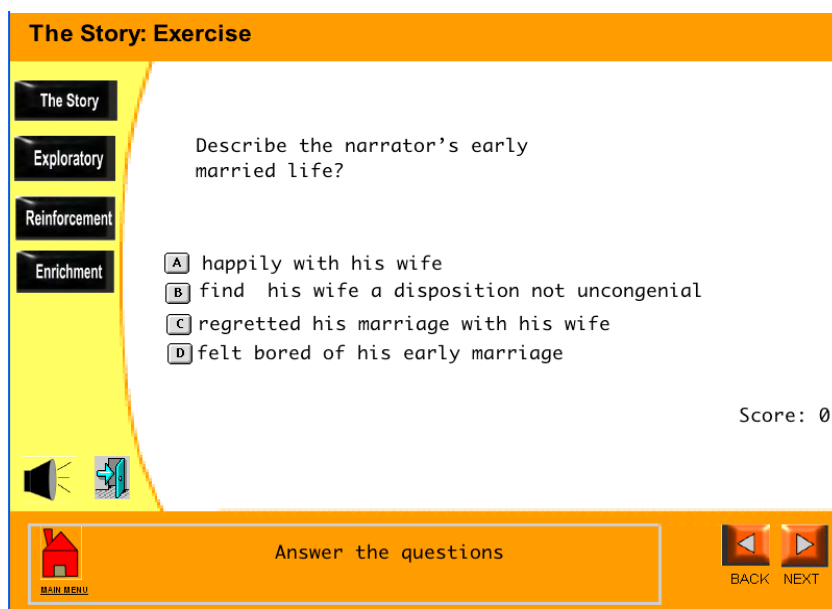 The Story: Exercise
The Story
Exploratory
Reinforcement
Enrichment
Describe the narrator's early
married life?
A happily with his wife
B find his wife a disposition not uncongenial
C regretted his marriage with his wife
D felt bored of his early marriage
Score: 0
MAIN MENU
Answer the questions
BACK NEXT